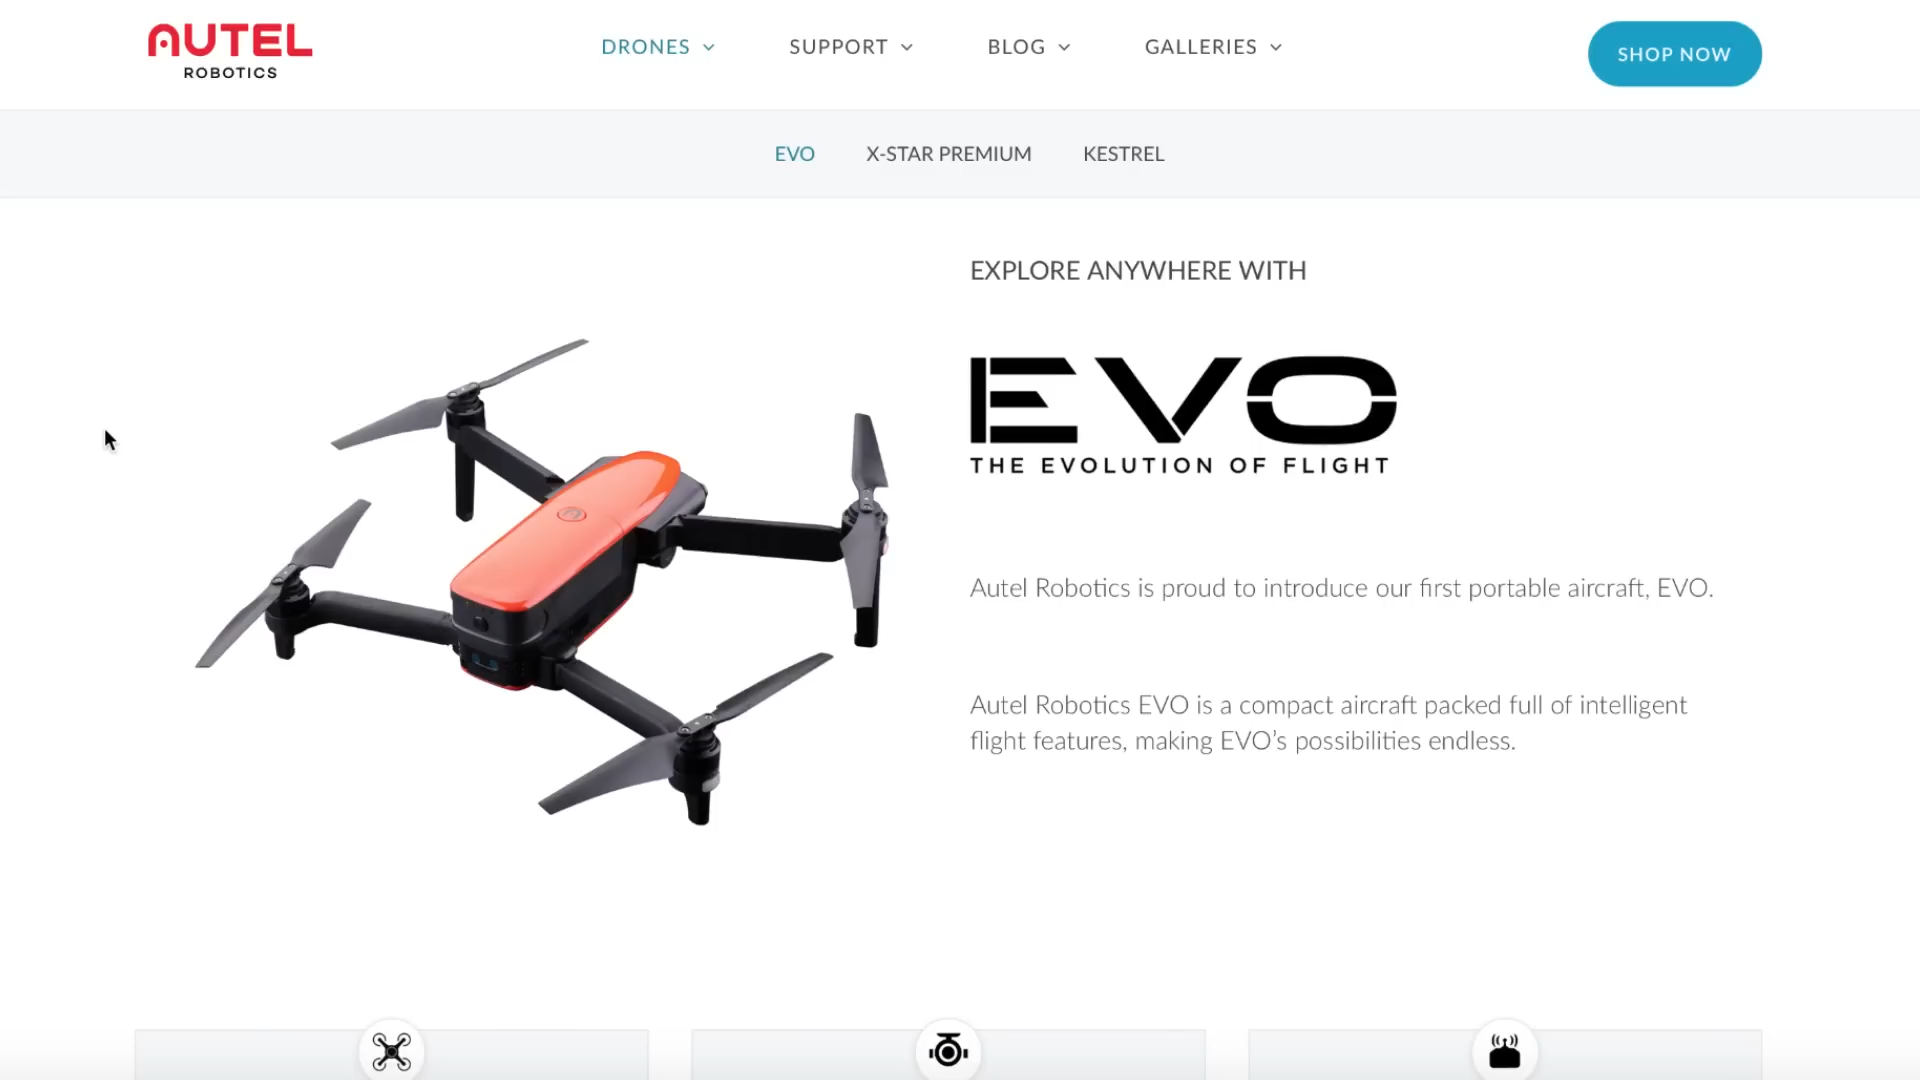 AUTEL
ROBOTICS
DRONES
SUPPORT
BLOG
GALLERIES
SHOP NOW
EVO
X-STAR PREMIUM
KESTREL
EXPLORE ANYWHERE WITH
EVO
THE EVOLUTION OF FLIGHT
Autel Robotics is proud to introduce our first portable aircraft, EVO.
Autel Robotics EVO is a compact aircraft packed full of intelligent
flight features, making EVO’s possibilities endless.